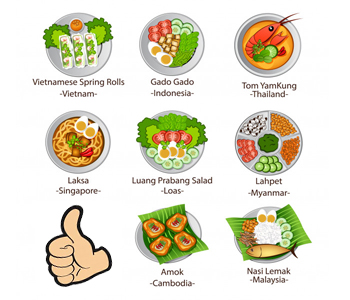 Vietnamese Spring Rolls
-Vietnam-
Gado Gado
-Indonesia-
Tom YamKung
-Thailand-
Laksa
-Singapore-
Luang Prabang Salad
-Loas-
Lahpet
-Myanmar-
Amok
-Cambodia-
Nasi Lemak
-Malaysia-